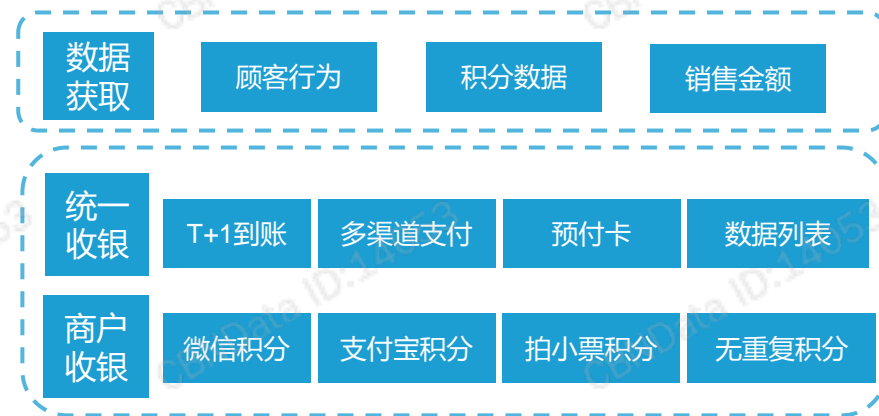 数据
获取
顾客行为
积分数据
销售金额
统一
收银
T+1到账
多渠道支付
预付卡
数据列表
商户
收银
微信积分
支付宝积分
拍小票积分
无重复积分
CBNData ID:14053